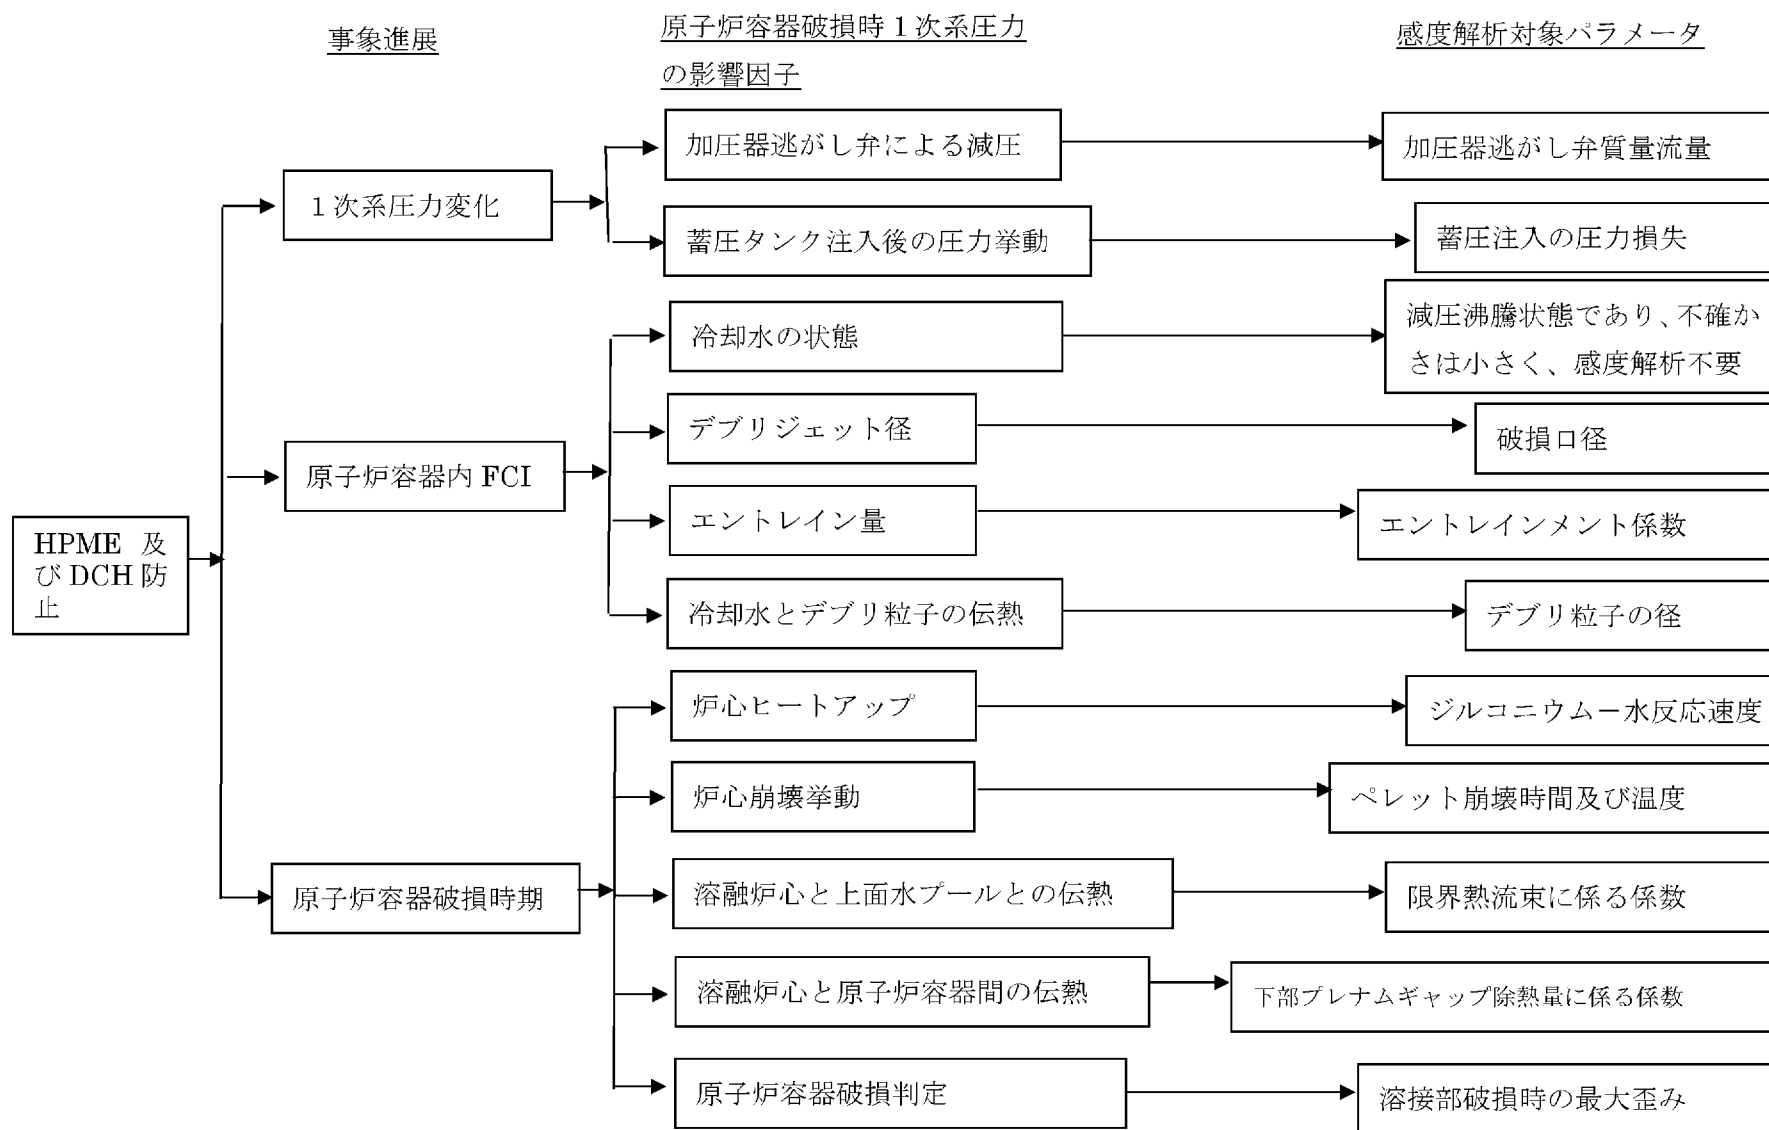 事象進展
原子炉容器破損時１次系圧力
の影響因子
感度解析対象パラメータ
加圧器逃がし弁による減圧
加圧器逃がし弁質量流量
１次系圧力変化
蓄圧タンク注入後の圧力挙動
蓄圧注入の圧力損失
冷却水の状態
減圧沸騰状態であり、不確か
さは小さく、感度解析不要
デブリジェット径
破損口径
原子炉容器内 FCI
エントレイン量
エントレインメント係数
HPME 及
び DCH 防
止
冷却水とデブリ粒子の伝熱
デブリ粒子の径
炉心ヒートアップ
ジルコニウム－水反応速度
炉心崩壊挙動
ペレット崩壊時間及び温度
原子炉容器破損時期
溶融炉心と上面水プールとの伝熱
限界熱流束に係る係数
溶融炉心と原子炉容器間の伝熱
下部プレナムギャップ除熱量に係る係数
原子炉容器破損判定
溶接部破損時の最大歪み